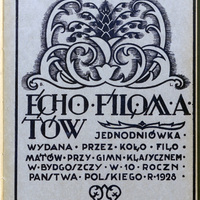 ECHO·FILOMA
TÓW·JEDNODNIÓWKA·
WYDANA·PRZEZ·KOŁO·FILO
MATÓW·PRZY·GIMN·KLASYCZNEM
W·BYDGOSZCZY·W·10·ROCZN·
PAŃSTWA·POLSKIEGO·R·1928·